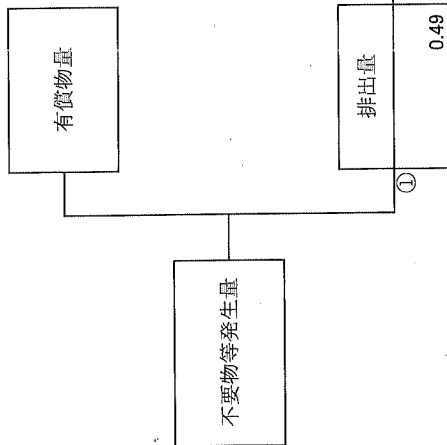 不要物等発生量
有償物量
排出量
①
0.49